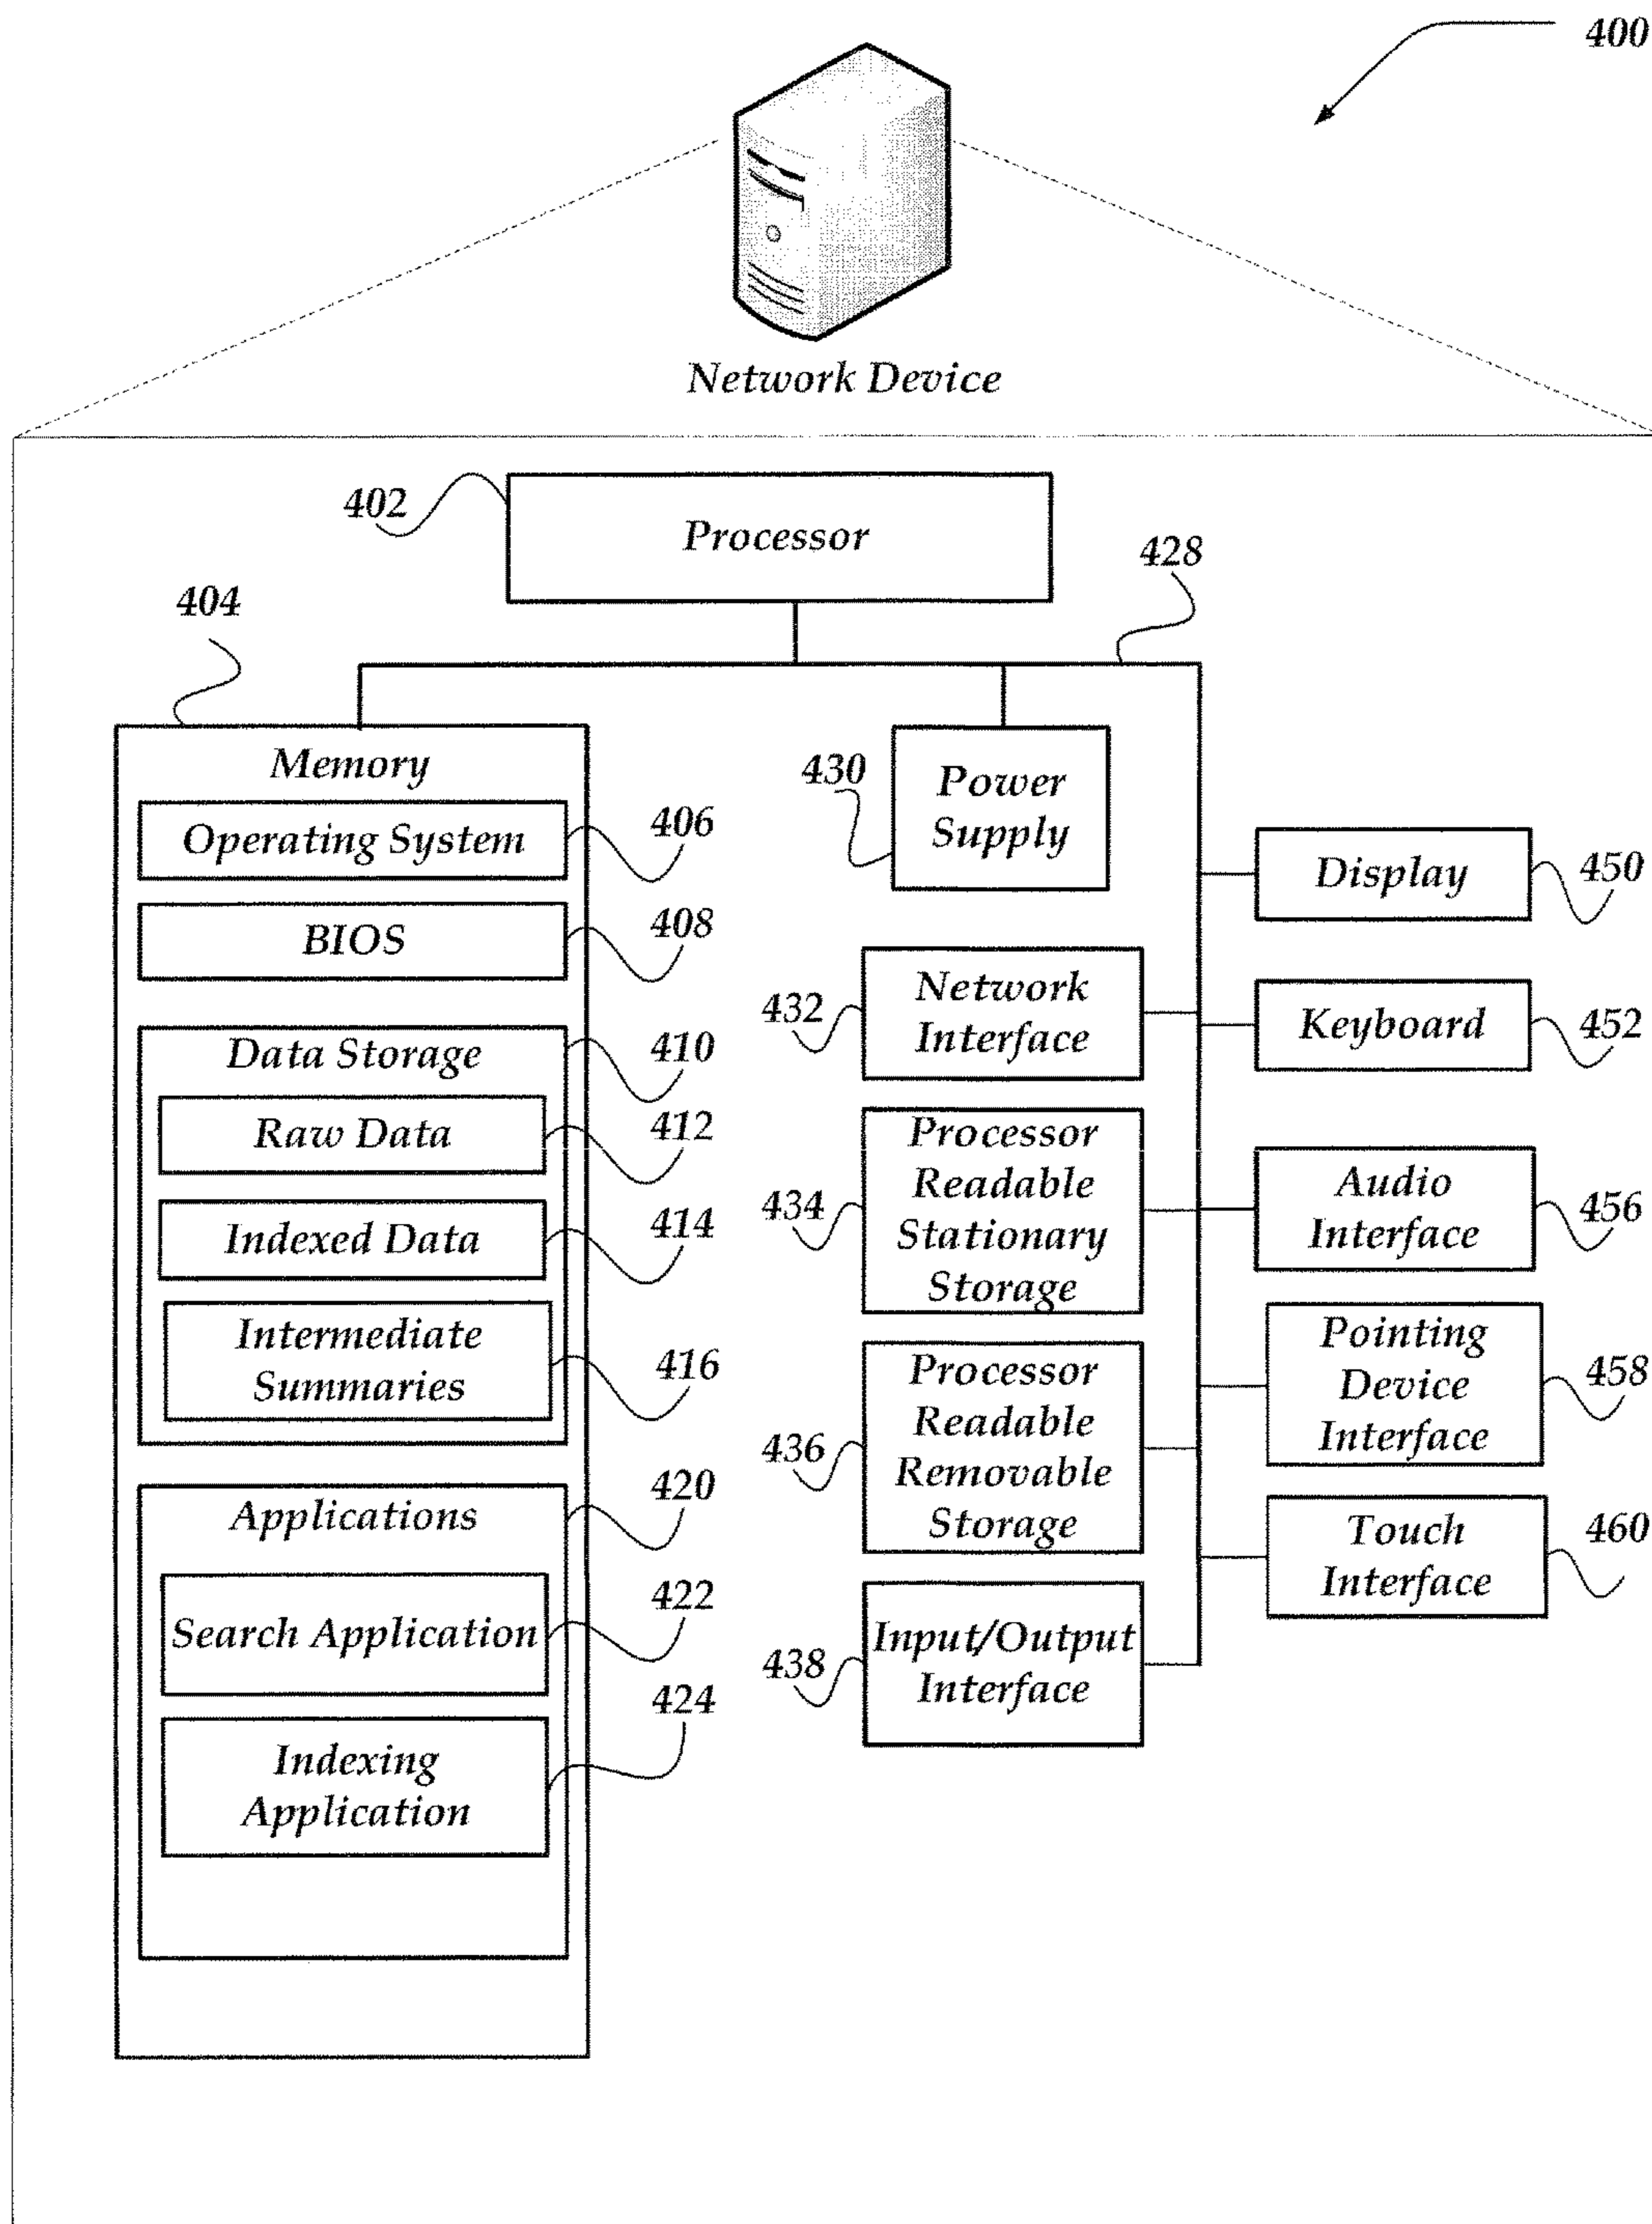 400
Network Device
402
Processor
428
404
Memory
Operating System
406
BIOS
408
Data Storage
410
Raw Data
412
Indexed Data
414
Intermediate
Summaries
416
Applications
420
Search Application
422
Indexing
Application
424
430
Power
Supply
432
Network
Interface
434
Processor
Readable
Stationary
Storage
436
Processor
Readable
Removable
Storage
438
Input/Output
Interface
Display
450
Keyboard
452
Audio
Interface
456
Pointing
Device
Interface
458
Touch
Interface
460